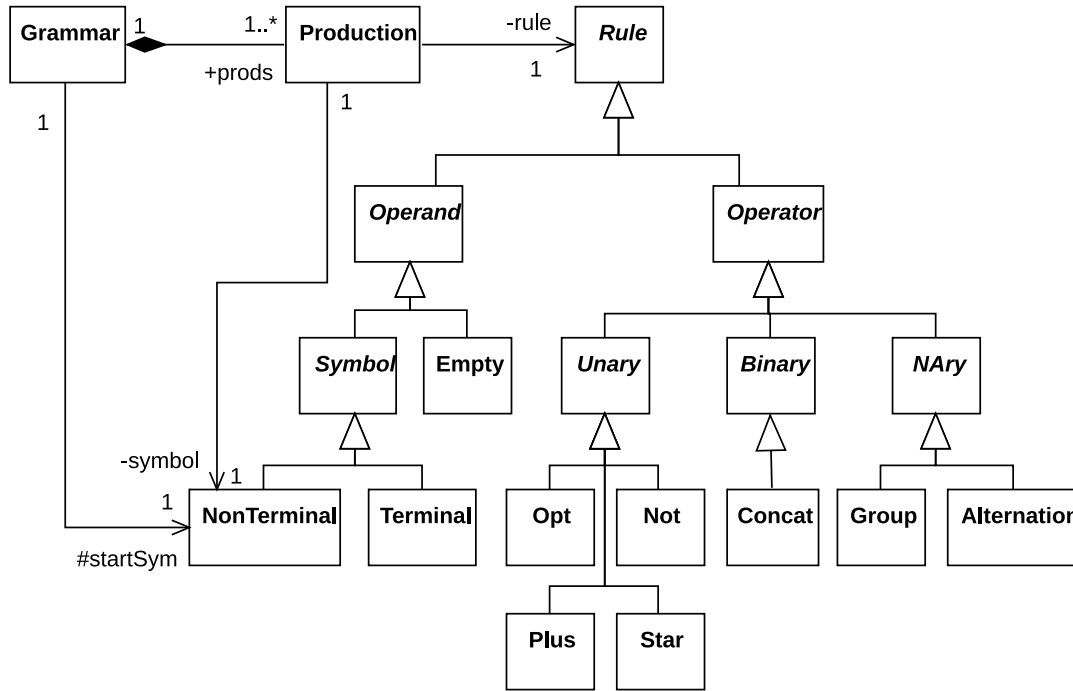 Grammar
1
1..*
+prods
Production
-rule
1
Rule
1
1
Operand
Operator
Symbol
Empty
Unary
Binary
NAry
-symbol
1
1
#startSym
NonTerminal
Terminal
Opt
Not
Concat
Group
Alternation
Plus
Star